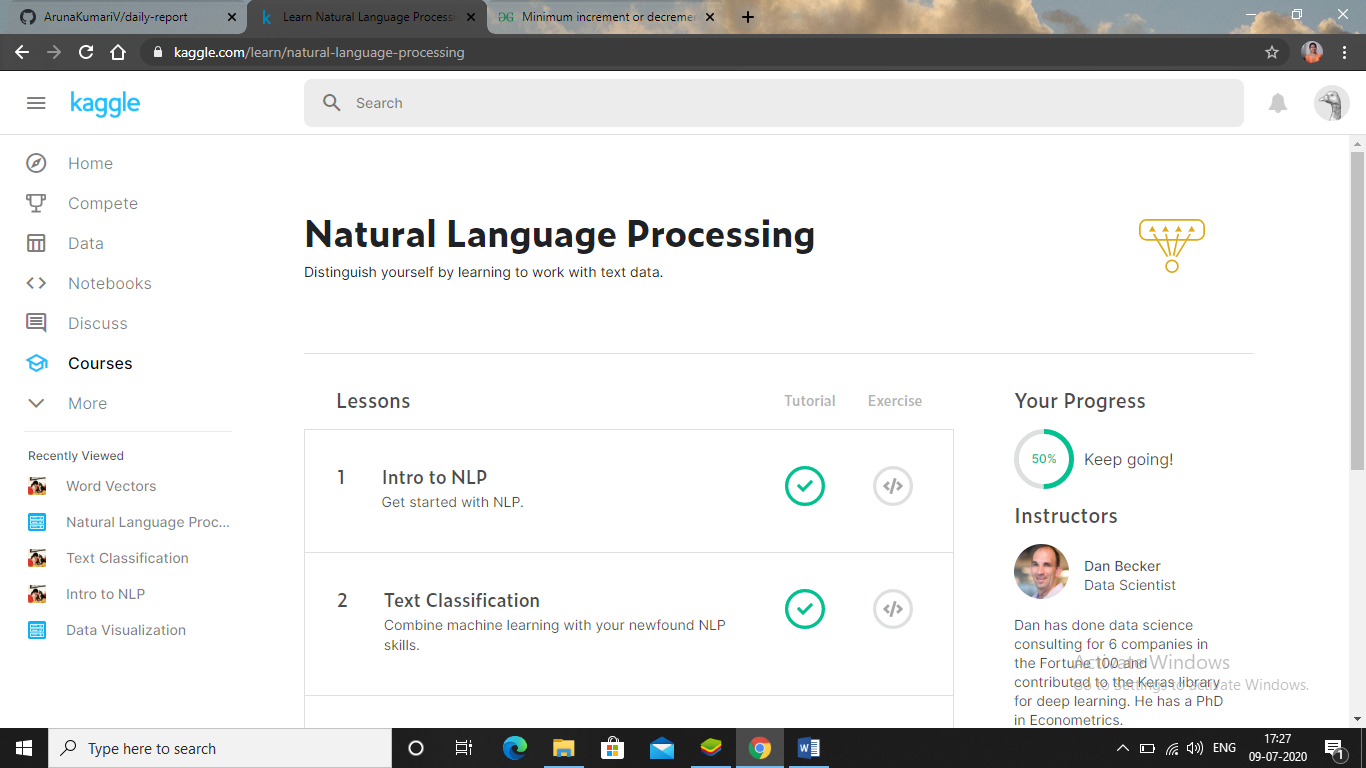 ArunaKumariV/daily-report
Learn Natural Language Processi
Minimum increment or decreme
kaggle.com/learn/natural-language-processing
kaggle
Search
Home
Compete
Data
Notebooks
Discuss
Courses
More
Recently Viewed
Word Vectors
Natural Language Proc...
Text Classification
Intro to NLP
Data Visualization
Natural Language Processing
Distinguish yourself by learning to work with text data.
Lessons
Tutorial
Exercise
1
Intro to NLP
Get started with NLP.
2
Text Classification
Combine machine learning with your newfound NLP
skills.
Your Progress
50%
Keep going!
Instructors
Dan Becker
Data Scientist
Dan has done data science
consulting for 6 companies in
the Fortune 100 and
contributed to the Keras library
for deep learning. He has a PhD
in Econometrics.
Activate Windows
Go to Settings to activate Windows.
Type here to search
ENG
17:27
09-07-2020
1